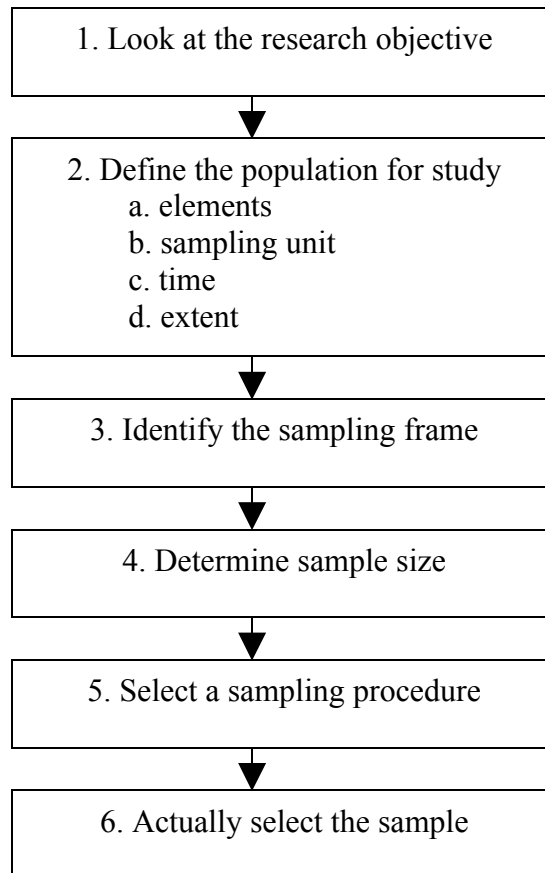 1. Look at the research objective
2. Define the population for study
a. elements
b. sampling unit
c. time
d. extent
3. Identify the sampling frame
4. Determine sample size
5. Select a sampling procedure
6. Actually select the sample